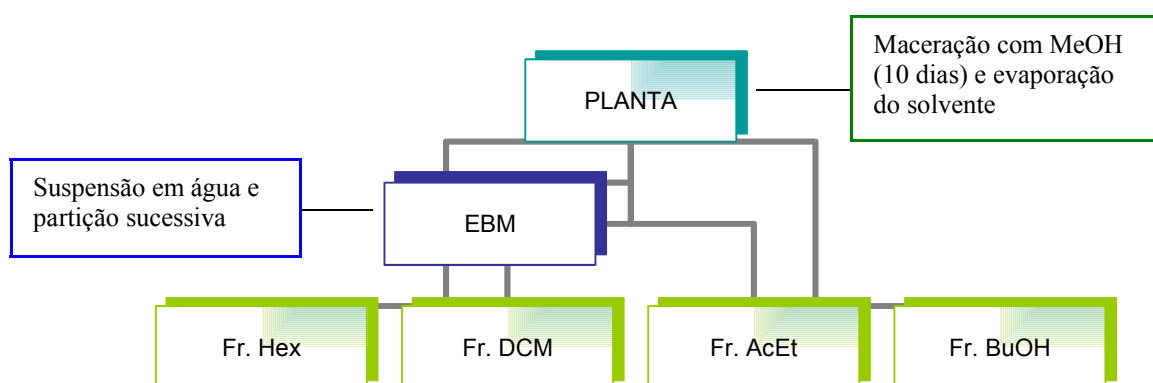 Maceração com MeOH
(10 dias) e evaporação
do solvente
PLANTA
Suspensão em água e
partição sucessiva
EBM
Fr. Hex
Fr. DCM
Fr. AcEt
Fr. BuOH